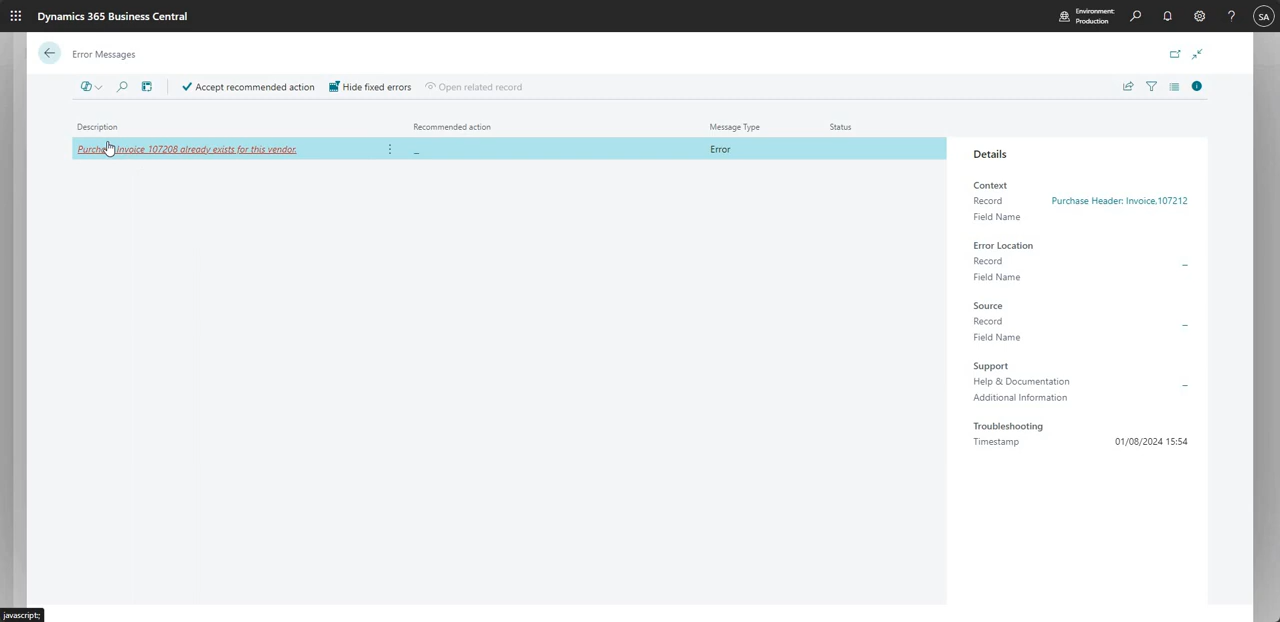 Dynamics 365 Business Central
Environment:
Production
?
SA
Error Messages
Accept recommended action
Hide fixed errors
Open related record
Description
Recommended action
Message Type
Status
Invoice 107208 already exists for this vendor.
_
Error
Details
Context
Record
Purchase Header: Invoice,107212
Field Name
Error Location
Record
_
Field Name
Source
Record
_
Field Name
Support
Help & Documentation
_
Additional Information
Troubleshooting
Timestamp
01/08/2024 15:54
javascript:;